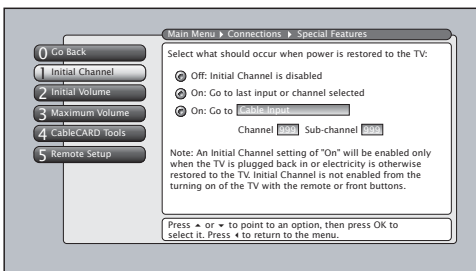 Main Menu ▸ Connections ▸ Special Features
0 Go Back
1 Initial Channel
2 Initial Volume
3 Maximum Volume
4 CableCARD Tools
5 Remote Setup
Select what should occur when power is restored to the TV:
Off: Initial Channel is disabled
On: Go to last input or channel selected
On: Go to Cable Input
Channel 999 Sub-channel 999
Note: An Initial Channel setting of "On" will be enabled only
when the TV is plugged back in or electricity is otherwise
restored to the TV. Initial Channel is not enabled from the
turning on of the TV with the remote or front buttons.
Press ▴ or ▾ to point to an option, then press OK to
select it. Press ◂ to return to the menu.